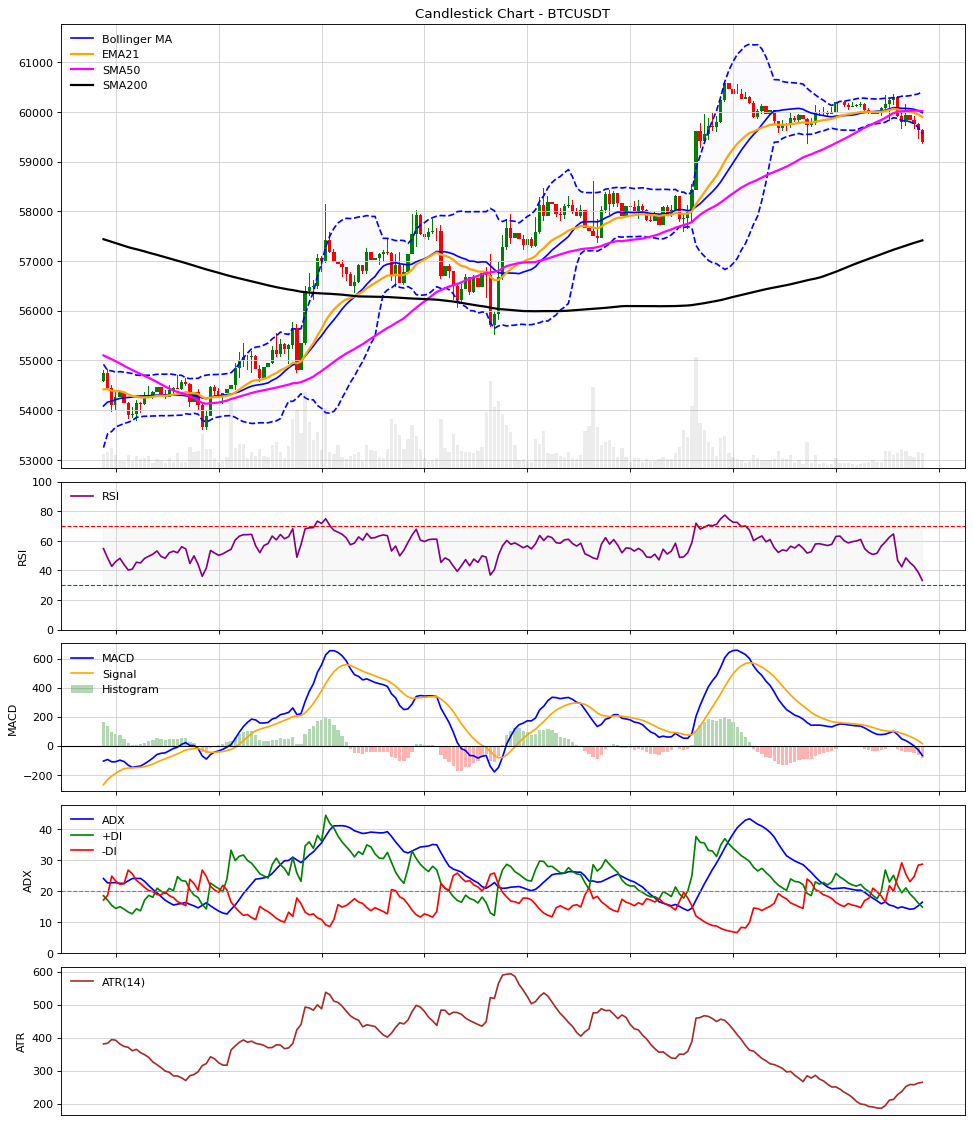 Candlestick Chart - BTCUSDT
Bollinger MA
EMA21
SMA50
SMA200
61000
60000
59000
58000
57000
56000
55000
54000
53000
RSI
100
80
60
40
20
0
RSI
MACD
Signal
Histogram
600
400
200
0
−200
MACD
ADX
+DI
-DI
40
30
20
10
0
ADX
ATR(14)
600
500
400
300
200
ATR